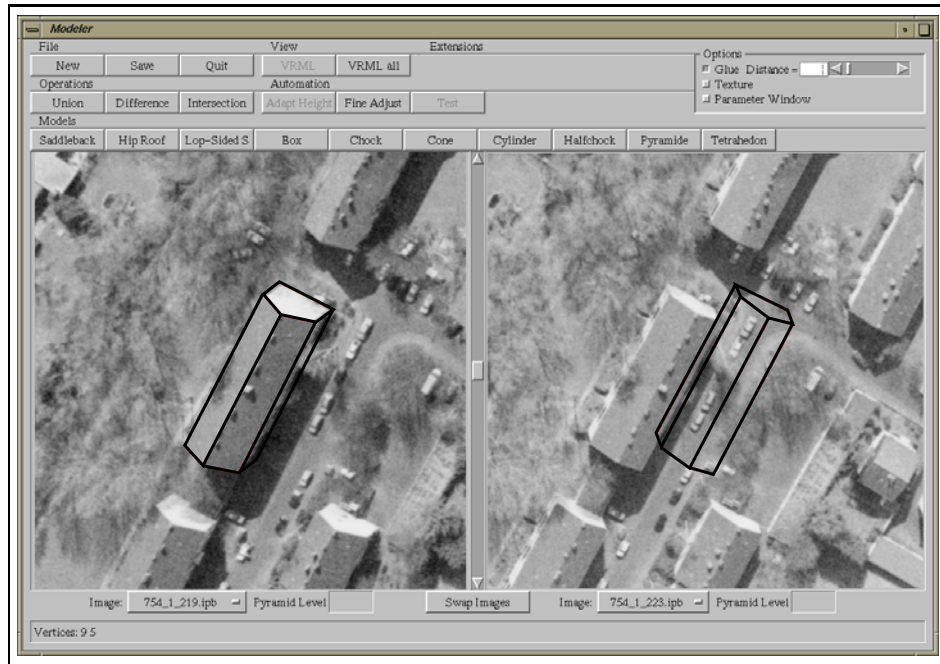 Modeler
File View Extensions
New Save Quit VRML VRML all
Operations Automation
Union Difference Intersection Adapt Height Fine Adjust Test
Options
Glue Distance =
Texture
Parameter Window
Models
Saddleback Hip Roof Lop-Sided S Box Chock Cone Cylinder Halfchock Pyramide Tetrahedon
Image: 754_1_219.ipb Pyramid Level Swap Images Image: 754_1_223.ipb Pyramid Level
Vertices: 9 5